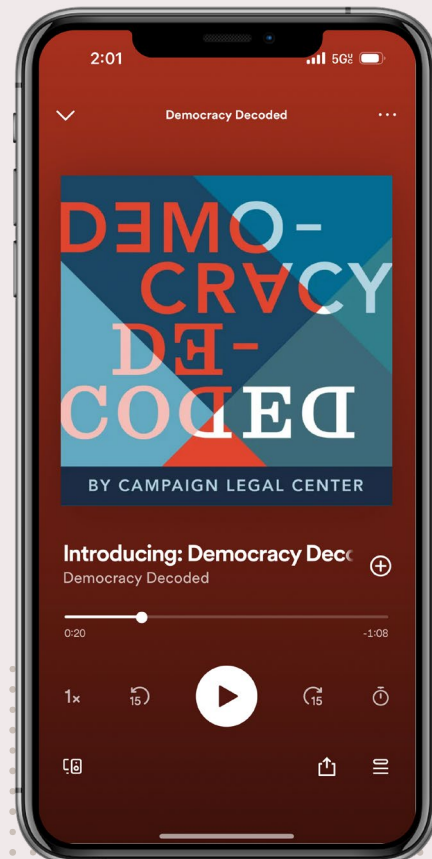 2:01
5G
Democracy Decoded
DEMO-
CRACY
DE-
CODED
BY CAMPAIGN LEGAL CENTER
Introducing: Democracy Dec
Democracy Decoded
0:20
-1:08
1x
15
15